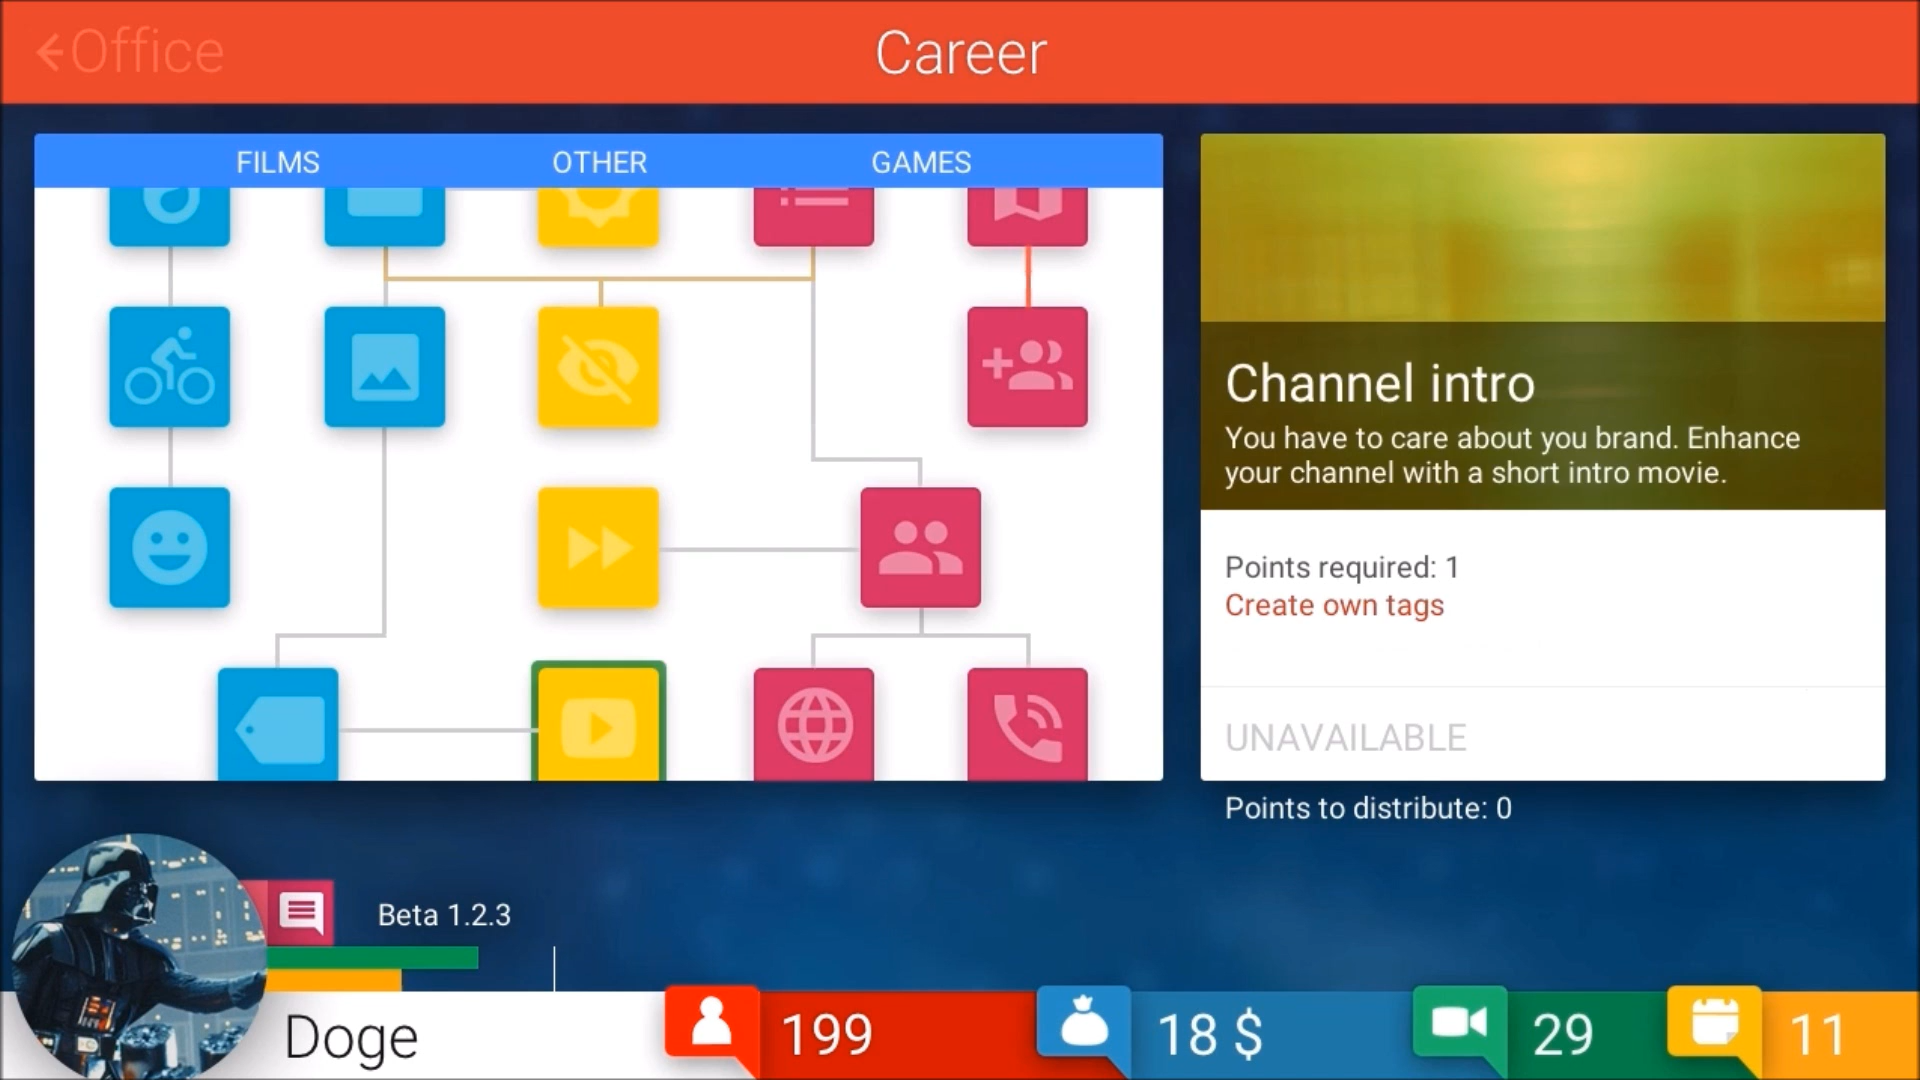 Office
Career
FILMS
OTHER
GAMES
Channel intro
You have to care about you brand. Enhance
your channel with a short intro movie.
Points required: 1
Create own tags
UNAVAILABLE
Points to distribute: 0
Beta 1.2.3
Doge
199
18 $
29
11